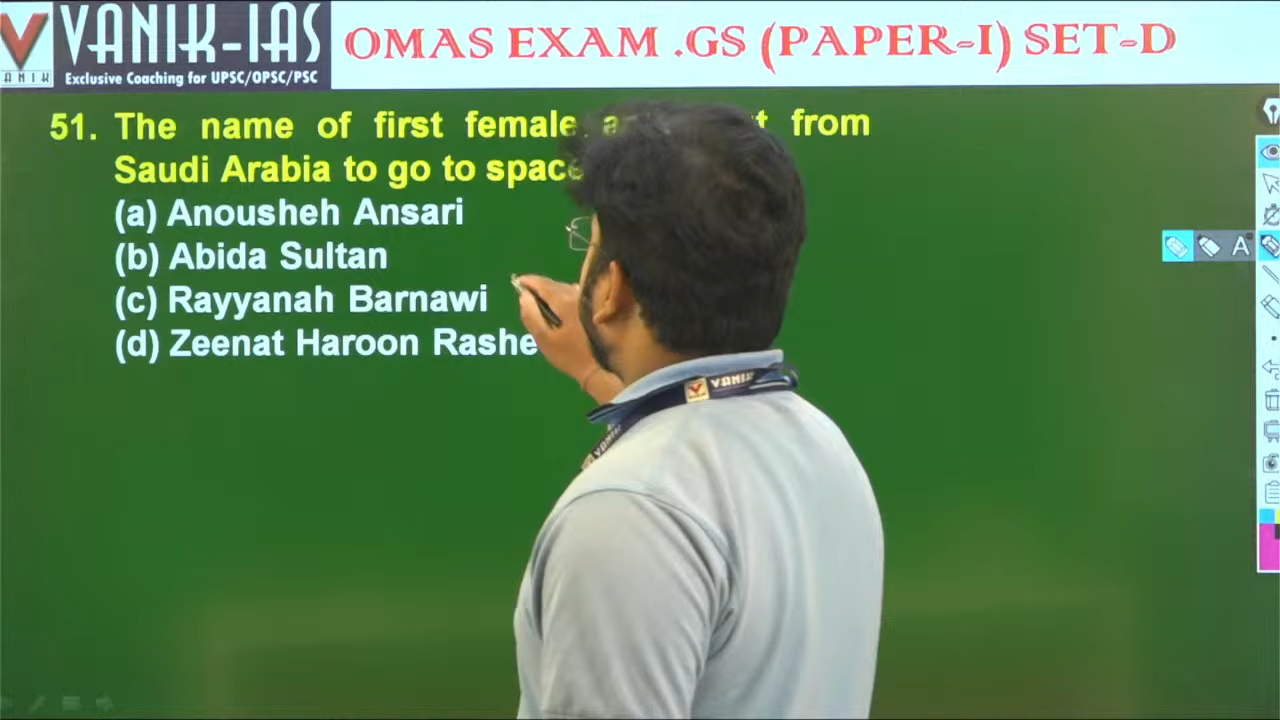 VANIK-IAS
VANIK
Exclusive Coaching for UPSC/OPSC/PSC
OMAS EXAM .GS (PAPER-I) SET-D
51. The name of first female from
Saudi Arabia to go to space
(a) Anousheh Ansari
(b) Abida Sultan
(c) Rayyanah Barnawi
(d) Zeenat Haroon
A
VANIK
VANIK